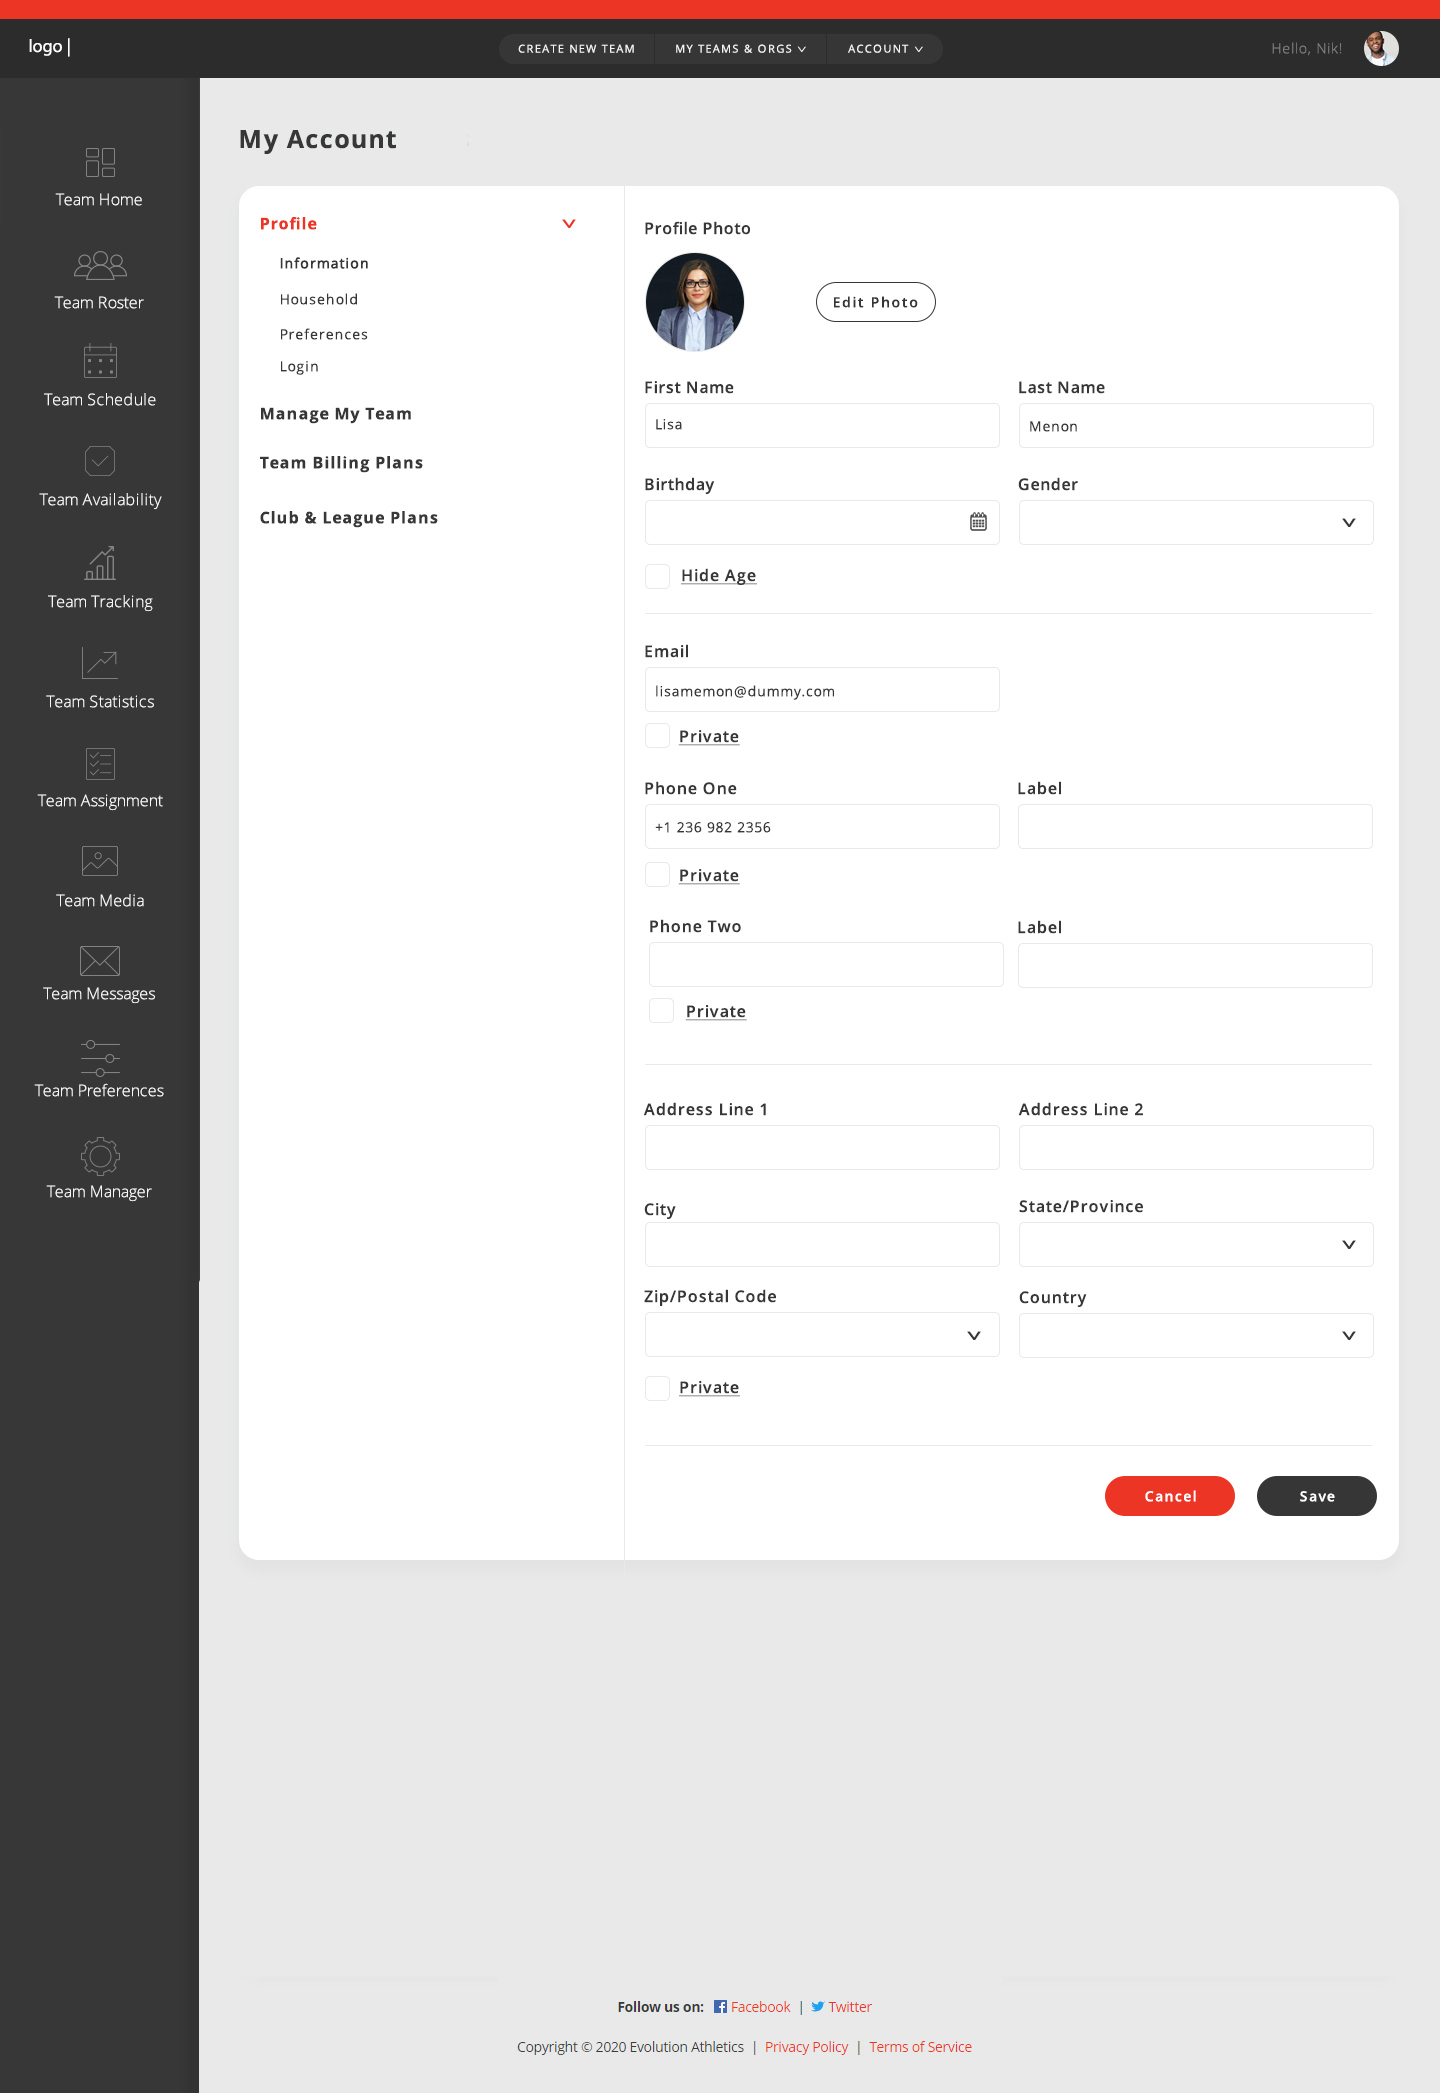 logo |
CREATE NEW TEAM
MY TEAMS & ORGS
ACCOUNT
Hello, Nik!
Team Home
Team Roster
Team Schedule
Team Availability
Team Tracking
Team Statistics
Team Assignment
Team Media
Team Messages
Team Preferences
Team Manager
My Account
Profile
Information
Household
Preferences
Login
Manage My Team
Team Billing Plans
Club & League Plans
Profile Photo
Edit Photo
First Name
Last Name
Lisa
Menon
Birthday
Gender
Hide Age
Email
lisamemon@dummy.com
Private
Phone One
Label
+1 236 982 2356
Private
Phone Two
Label
Private
Address Line 1
Address Line 2
City
State/Province
Zip/Postal Code
Country
Private
Cancel
Save
Follow us on: Facebook | Twitter
Copyright © 2020 Evolution Athletics | Privacy Policy | Terms of Service